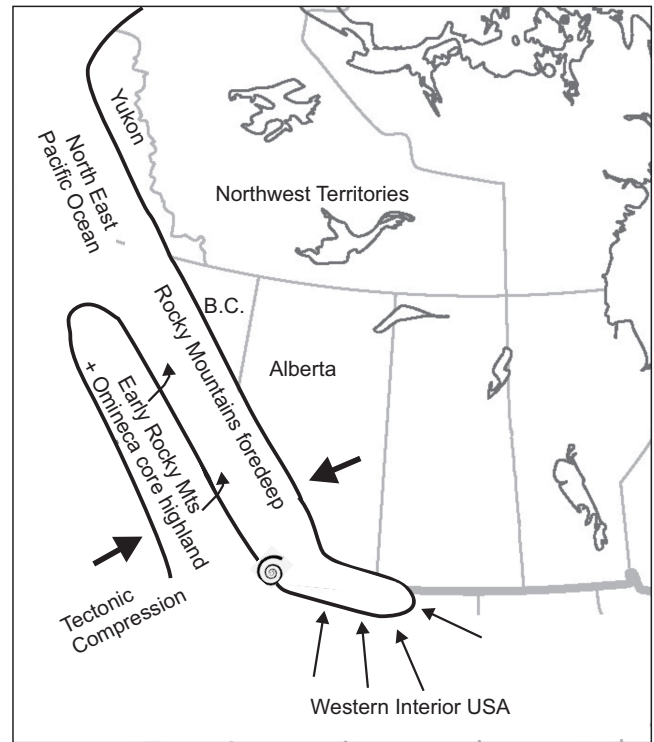 Yukon
North East
Pacific Ocean
Northwest Territories
B.C.
Rocky Mountains foredeep
Alberta
Early Rocky Mts
+ Omineca core highland
Tectonic
Compression
Western Interior USA